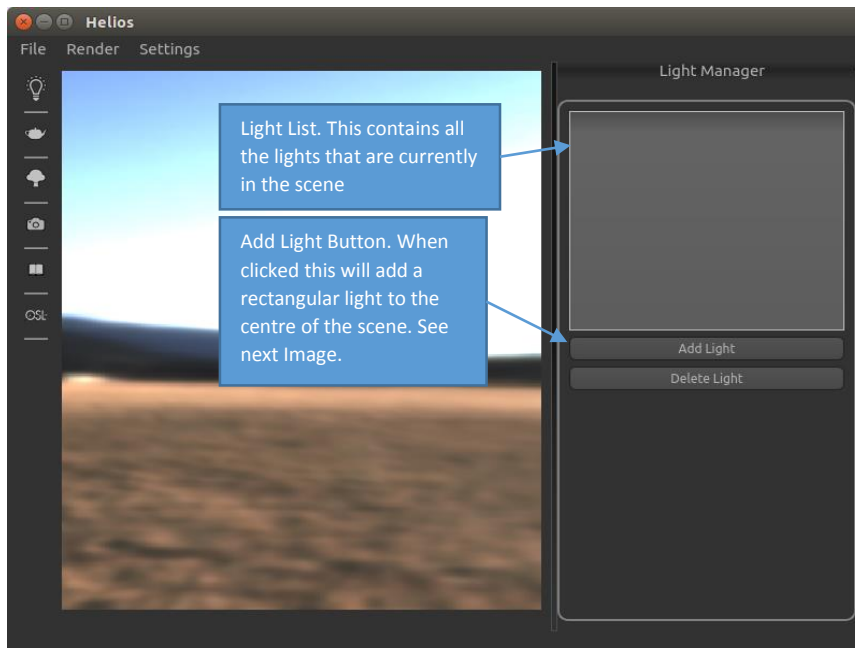 Helios
File Render Settings
Light Manager
Light List. This contains all
the lights that are currently
in the scene
Add Light Button. When
clicked this will add a
rectangular light to the
centre of the scene. See
next Image.
OSL
Add Light
Delete Light